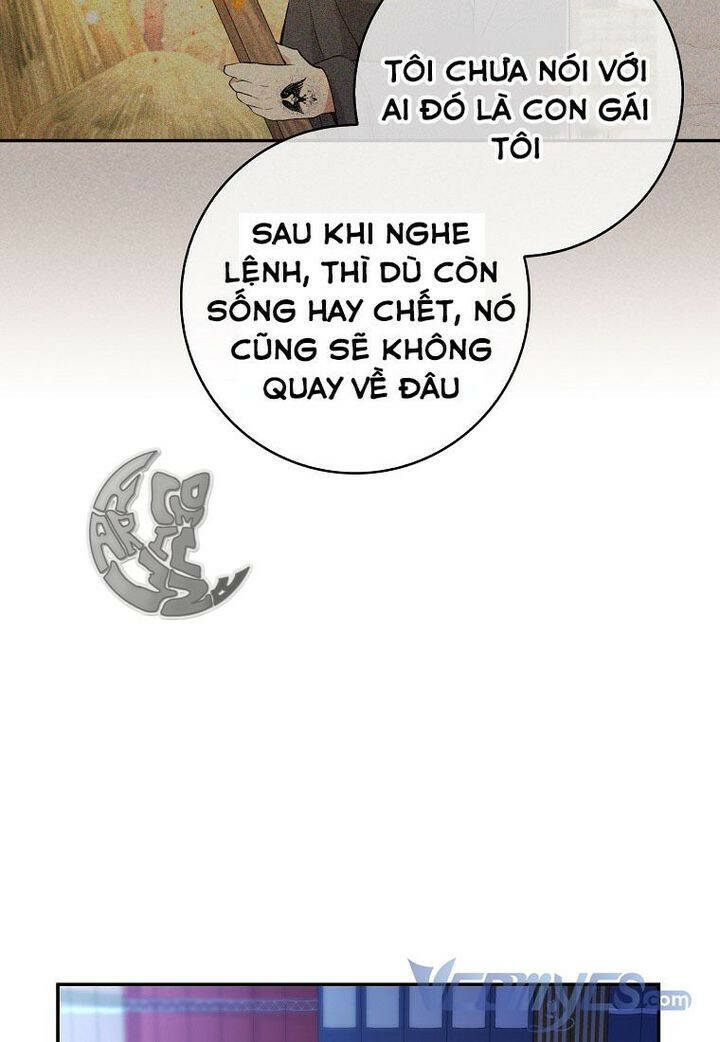 TÔI CHƯA NÓI VỚI
AI ĐÓ LÀ CON GÁI
TÔI
SAU KHI NGHE
LỆNH, THÌ DÙ CÒN
SỐNG HAY CHẾT, NÓ
CŨNG SẼ KHÔNG
QUAY VỀ ĐÂU
.COM